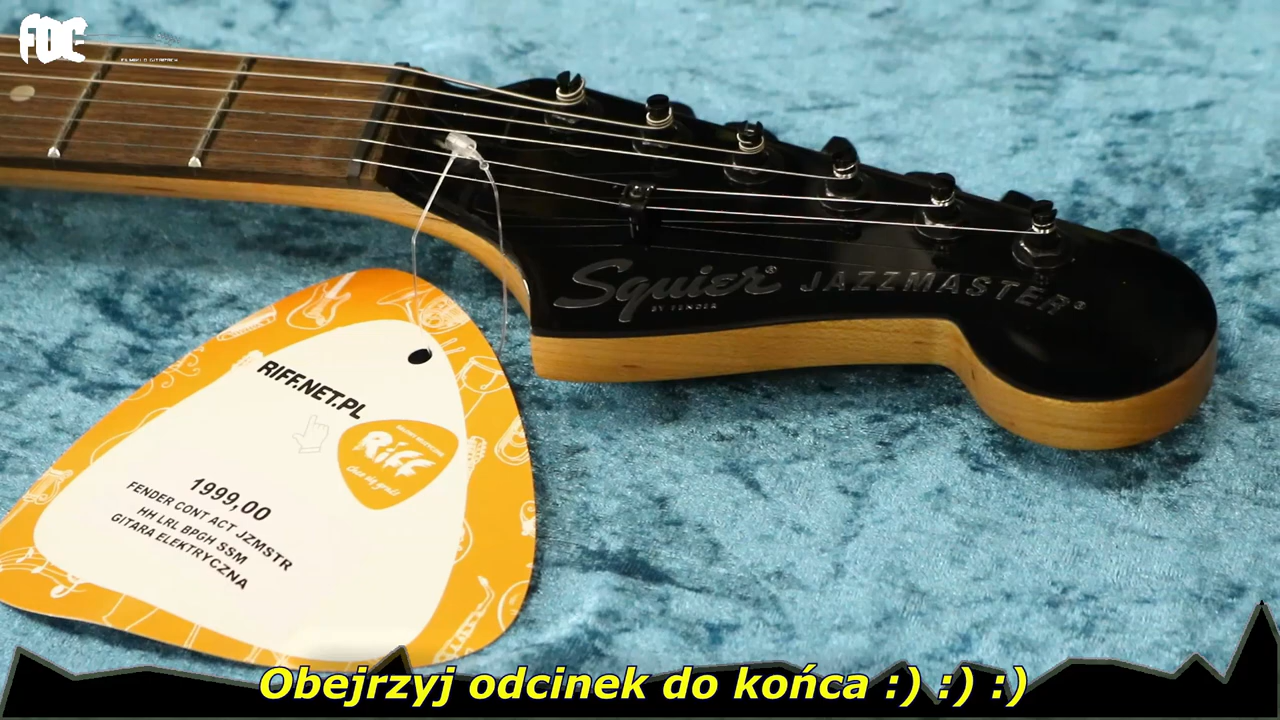 FDG
Squier®
BY FENDER
JAZZMASTER®
RIFF.NET.PL
Riff
1999,00
FENDER CONT ACT JZMSTR
HH LRL BPGH SSM
GITARA ELEKTRYCZNA
Obejrzyj odcinek do końca :) :) :)